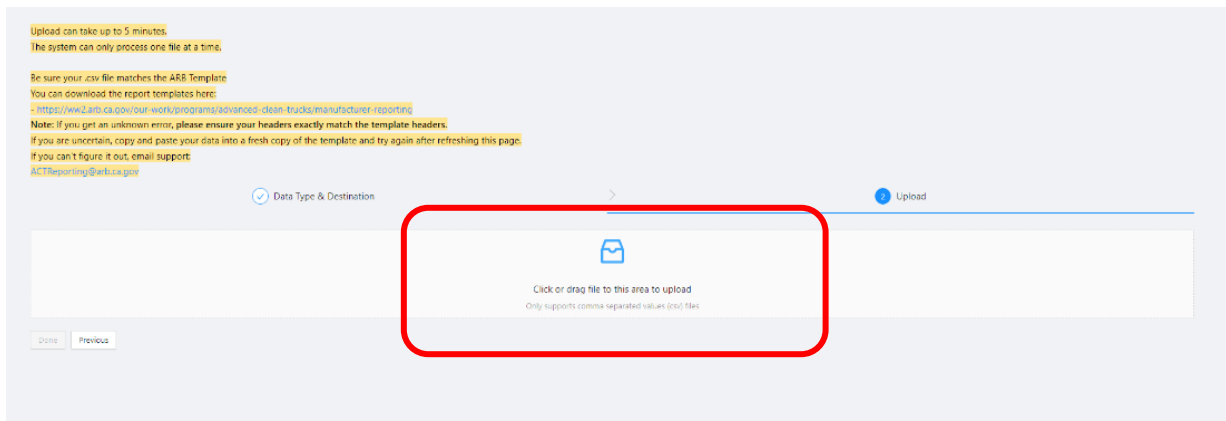 Upload can take up to 5 minutes.
The system can only process one file at a time.
Be sure your .csv file matches the ARB Template
You can download the report templates here:
- https://ww2.arb.ca.gov/our-work/programs/advanced-clean-trucks/manufacturer-reporting
Note: If you get an unknown error, please ensure your headers exactly match the template headers.
If you are uncertain, copy and paste your data into a fresh copy of the template and try again after refreshing this page.
If you can't figure it out, email support:
ACTReporting@arb.ca.gov
Data Type & Destination
2 Upload
Click or drag file to this area to upload
Only supports comma separated values (csv) files
Done Previous